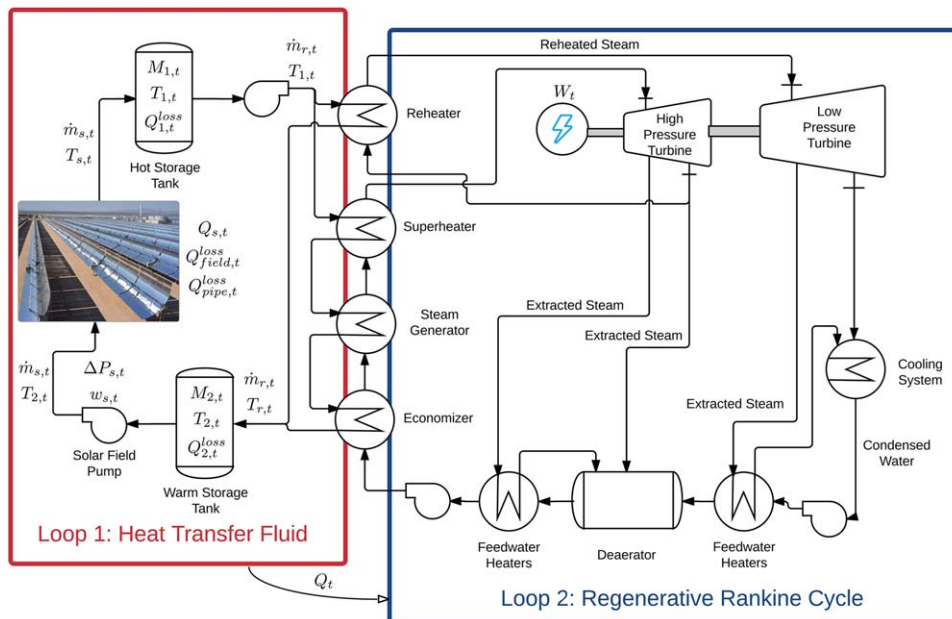 ṁ_{r,t}
T_{1,t}
M_{1,t}
T_{1,t}
Q^{loss}_{1,t}
Hot Storage
Tank
ṁ_{s,t}
T_{s,t}
Q_{s,t}
Q^{loss}_{field,t}
Q^{loss}_{pipe,t}
ṁ_{s,t}
T_{2,t}
ΔP_{s,t}
w_{s,t}
Solar Field
Pump
M_{2,t}
T_{2,t}
Q^{loss}_{2,t}
Warm Storage
Tank
ṁ_{r,t}
T_{r,t}
Loop 1: Heat Transfer Fluid
Q_t
Reheated Steam
Reheater
W_t
High
Pressure
Turbine
Low
Pressure
Turbine
Superheater
Steam
Generator
Extracted Steam
Extracted Steam
Extracted Steam
Cooling
System
Economizer
Condensed
Water
Feedwater
Heaters
Deaerator
Feedwater
Heaters
Loop 2: Regenerative Rankine Cycle